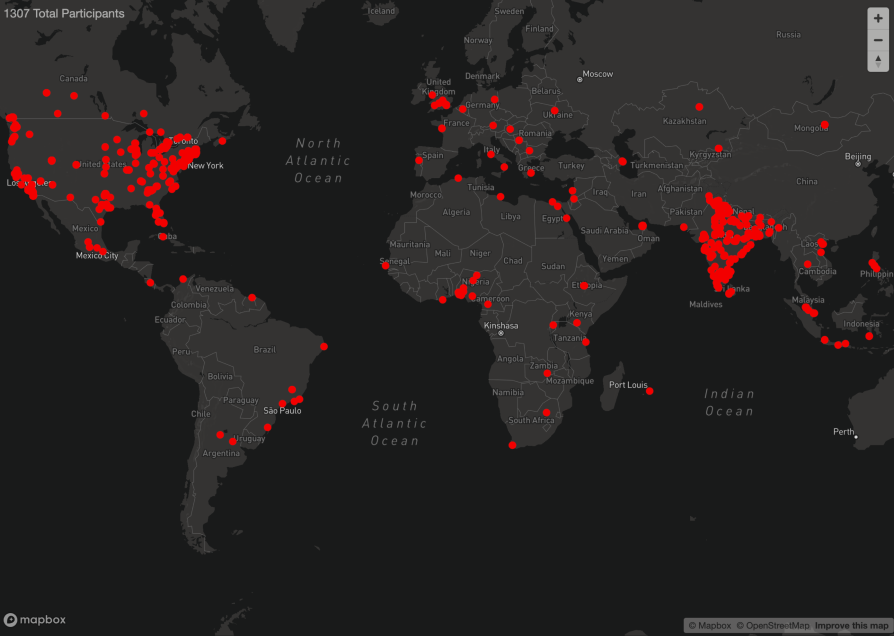 1307 Total Participants
Iceland
Sweden
Finland
Norway
Russia
Canada
United
Kingdom
Denmark
Moscow
Belarus
Germany
Ukraine
Kazakhstan
Mongolia
France
Romania
Toronto
North
Atlantic
Ocean
New York
United States
Spain
Italy
Greece
Turkey
Turkmenistan
Kyrgyzstan
Beijing
China
Los Angeles
Morocco
Tunisia
Algeria
Libya
Egypt
Iraq
Iran
Afghanistan
Pakistan
Nepal
Mexico
Cuba
Mexico City
Mauritania
Mali
Niger
Chad
Sudan
Saudi Arabia
Oman
Yemen
Laos
Cambodia
Philippin
Senegal
Nigeria
Ethiopia
Sri Lanka
Maldives
Malaysia
Venezuela
Colombia
Ecuador
Cameroon
Kenya
Kinshasa
Tanzania
Indonesia
Peru
Brazil
Bolivia
Angola
Zambia
Mozambique
Port Louis
Namibia
Indian
Ocean
Paraguay
São Paulo
Chile
South
Atlantic
Ocean
South Africa
Uruguay
Argentina
Perth
mapbox
© Mapbox © OpenStreetMap Improve this map